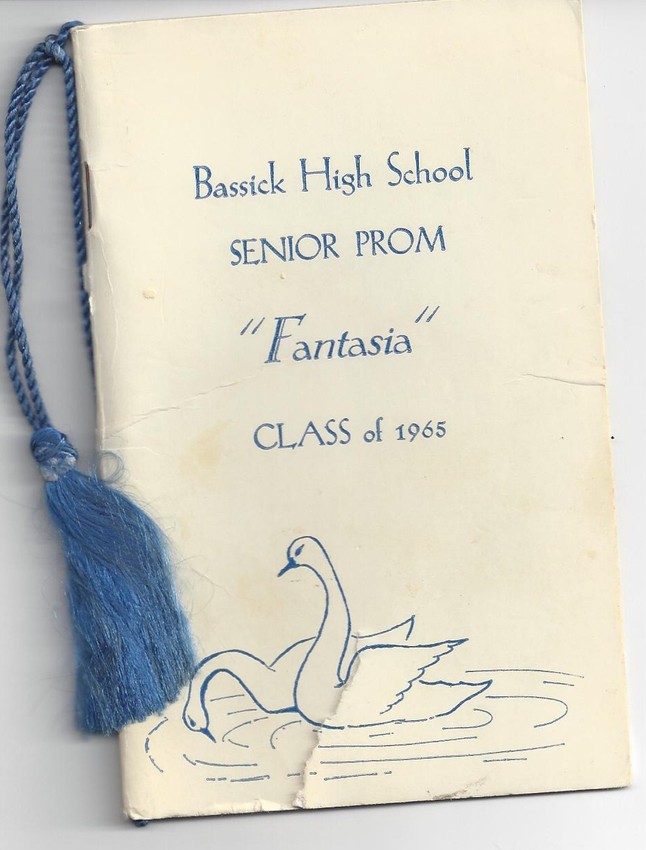 Bassick High School
SENIOR PROM
"Fantasia"
CLASS of 1965